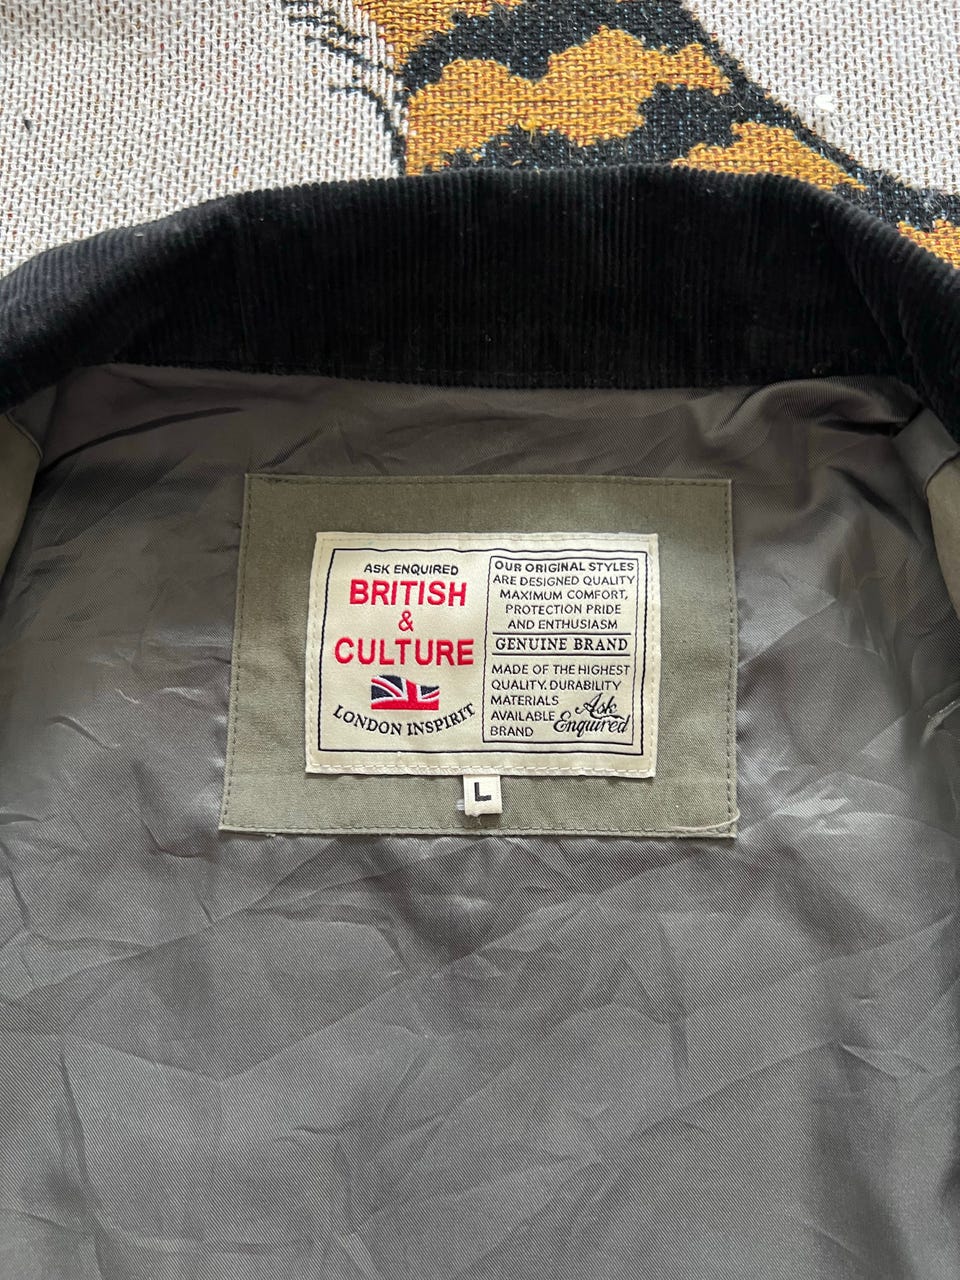 ASK ENQUIRED
BRITISH
&
CULTURE
LONDON INSPIRIT
OUR ORIGINAL STYLES
ARE DESIGNED QUALITY
MAXIMUM COMFORT,
PROTECTION PRIDE
AND ENTHUSIASM
GENUINE BRAND
MADE OF THE HIGHEST
QUALITY. DURABILITY
MATERIALS
AVAILABLE
BRAND
Ask
Enquired
L